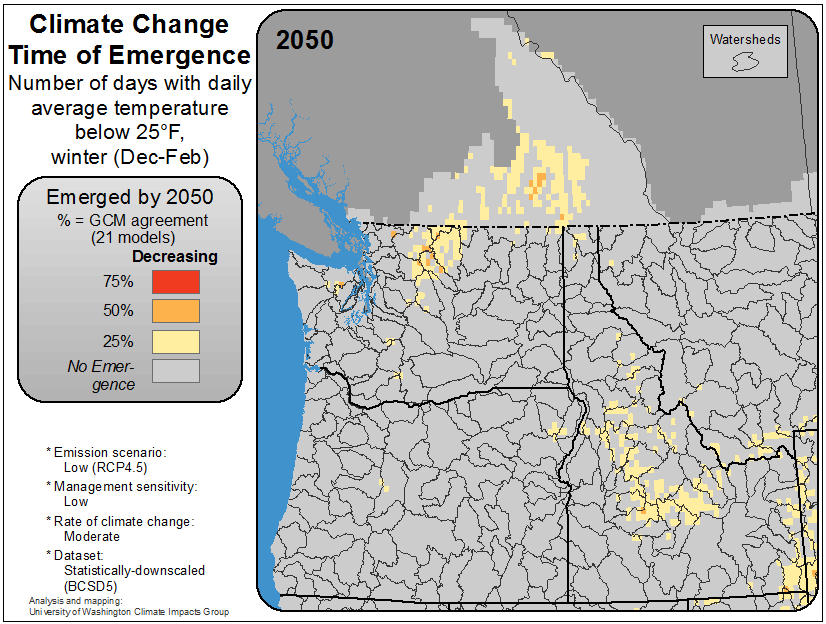 Climate Change
Time of Emergence
Number of days with daily
average temperature
below 25°F,
winter (Dec-Feb)
Emerged by 2050
% = GCM agreement
(21 models)
Decreasing
75%
50%
25%
No Emer-
gence
* Emission scenario:
Low (RCP4.5)
* Management sensitivity:
Low
* Rate of climate change:
Moderate
* Dataset:
Statistically-downscaled
(BCSD5)
Analysis and mapping:
University of Washington Climate Impacts Group
2050
Watersheds